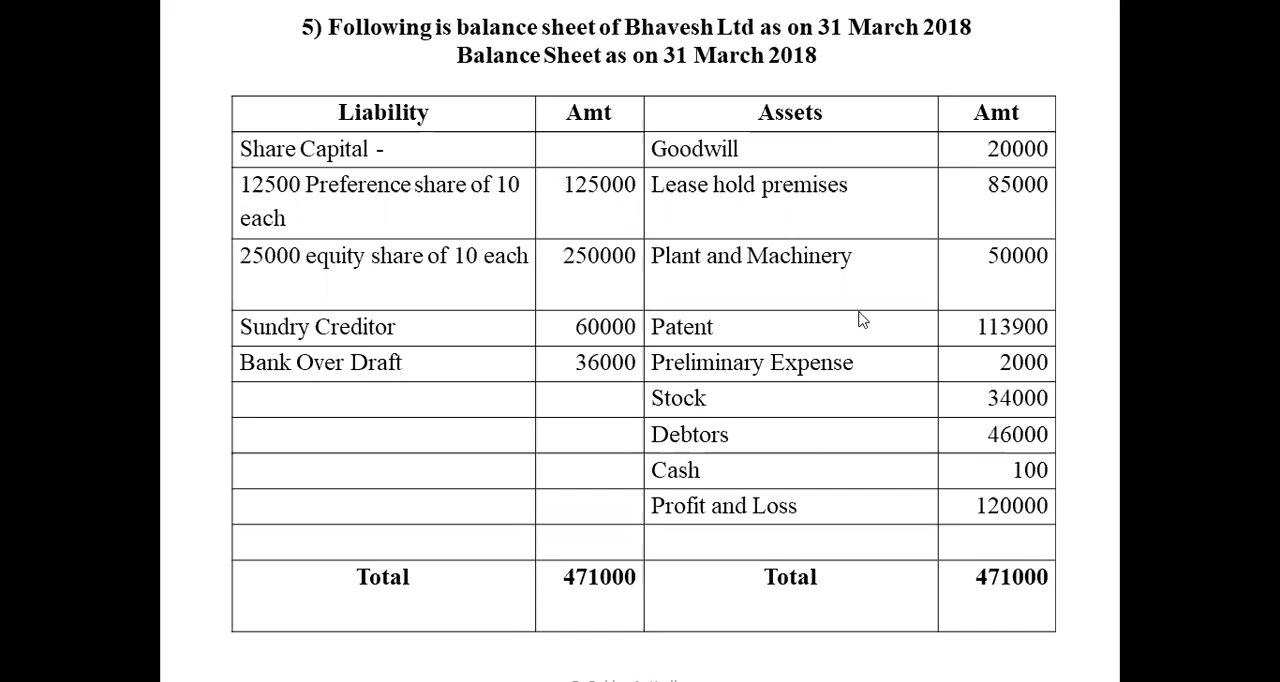 5) Following is balance sheet of Bhavesh Ltd as on 31 March 2018
Balance Sheet as on 31 March 2018
Liability Amt Assets Amt
Share Capital - Goodwill 20000
12500 Preference share of 10 each 125000 Lease hold premises 85000
25000 equity share of 10 each 250000 Plant and Machinery 50000
Sundry Creditor 60000 Patent 113900
Bank Over Draft 36000 Preliminary Expense 2000
Stock 34000
Debtors 46000
Cash 100
Profit and Loss 120000
Total 471000 Total 471000